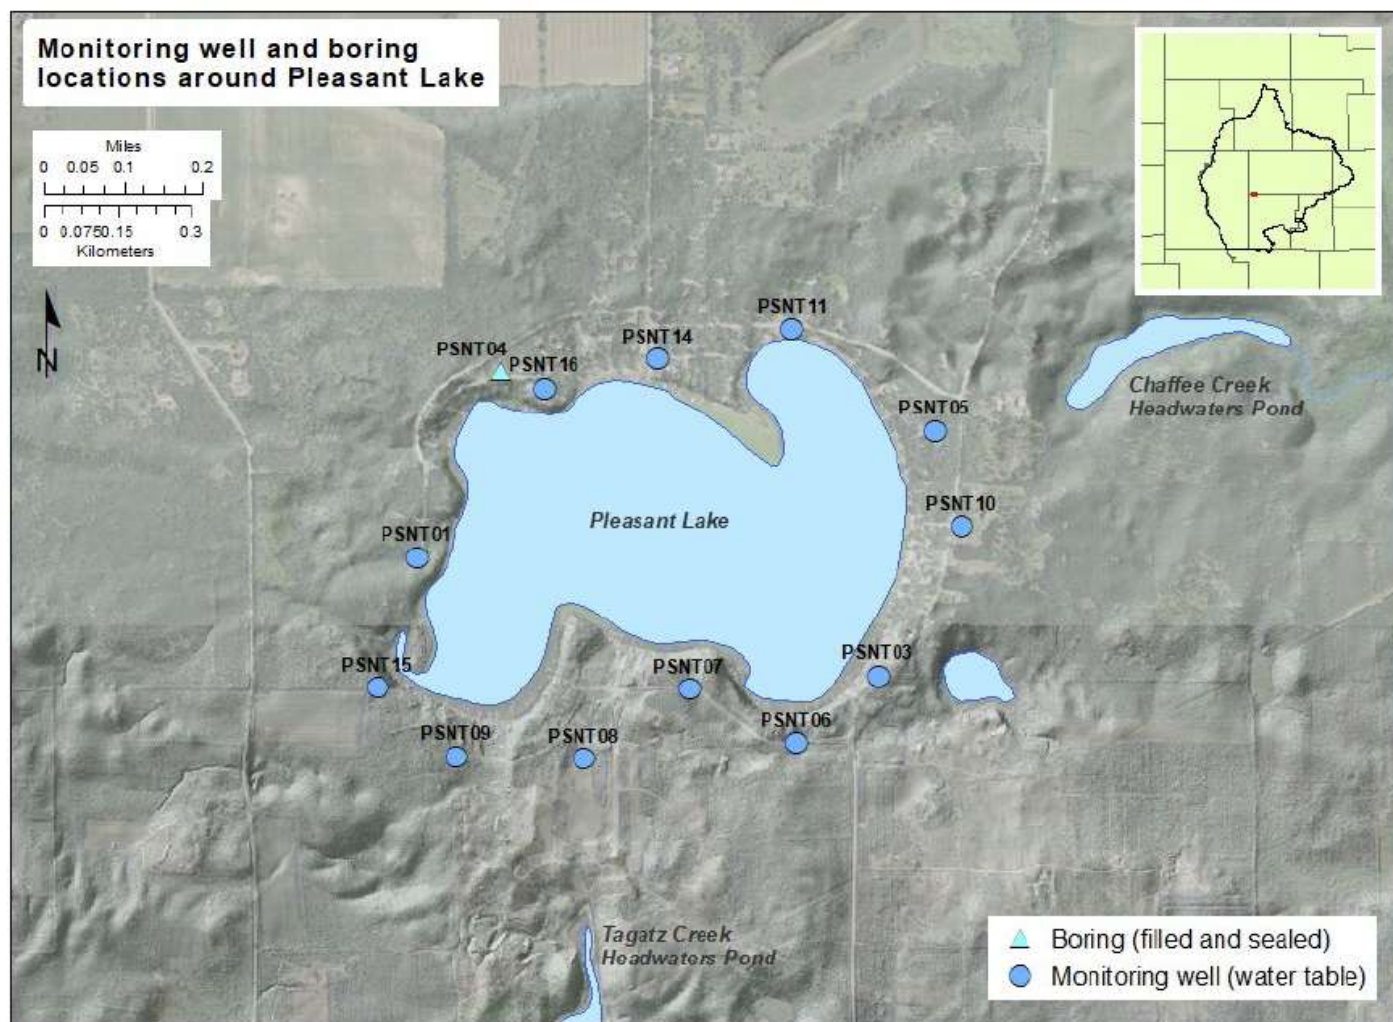 Monitoring well and boring
locations around Pleasant Lake
Miles
0 0.05 0.1 0.2
0 0.0750.15 0.3
Kilometers
N
PSNT11
PSNT14
PSNT04
PSNT16
Chaffee Creek
Headwaters Pond
PSNT05
PSNT10
Pleasant Lake
PSNT01
PSNT03
PSNT15
PSNT07
PSNT06
PSNT09
PSNT08
Tagatz Creek
Headwaters Pond
Boring (filled and sealed)
Monitoring well (water table)